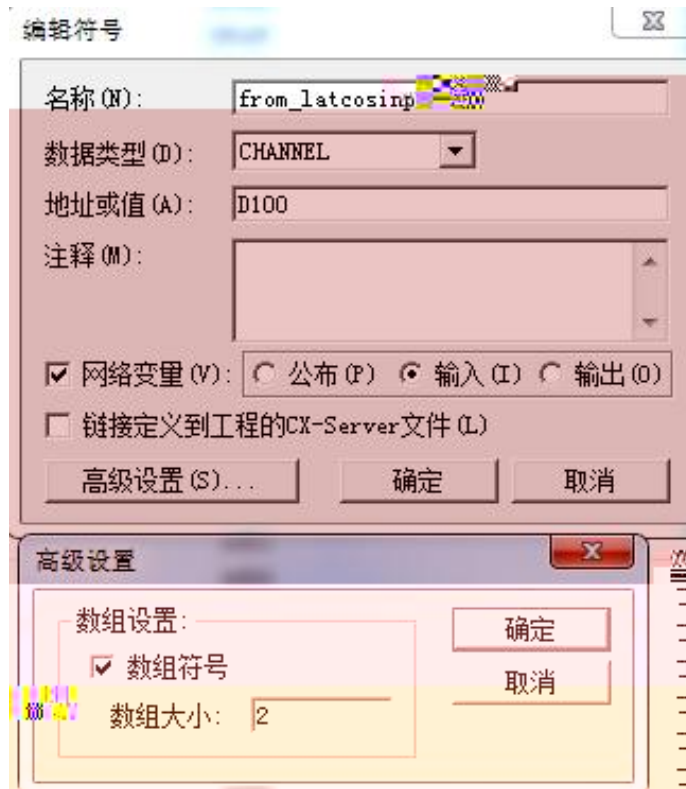 编辑符号
名称(N): from_latcosinp
数据类型(D): CHANNEL
地址或值(A): D100
注释(M):
网络变量(V): 公布(P) 输入(I) 输出(O)
链接定义到工程的CX-Server文件(L)
高级设置(S)... 确定 取消
高级设置
数组设置: 确定
数组符号
取消
数组大小: 2